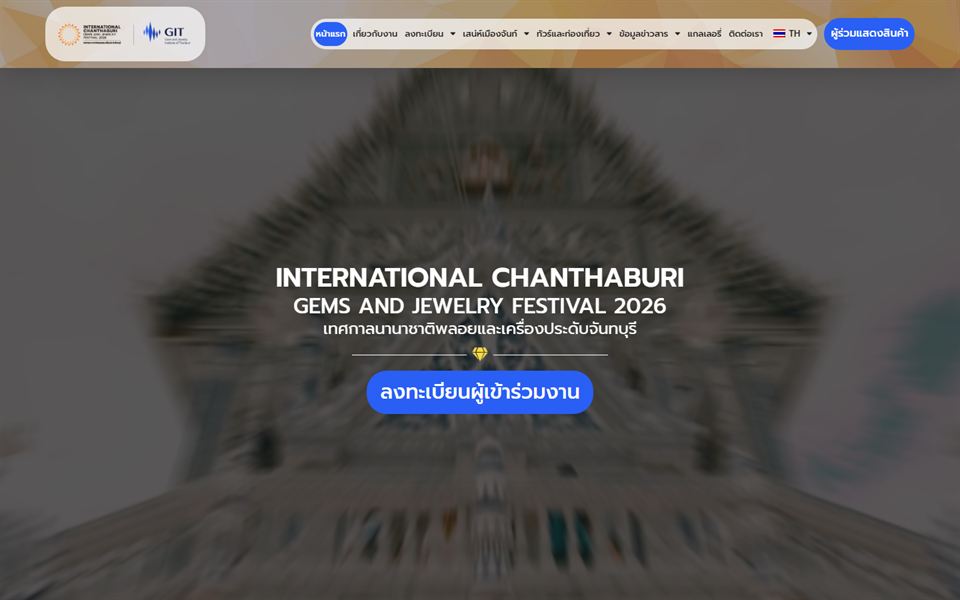 INTERNATIONAL
CHANTHABURI
GEMS AND JEWELRY
FESTIVAL 2026
GIT
หน้าแรก เกี่ยวกับงาน ลงทะเบียน เสน่ห์เมืองจันท์ ทัวร์และท่องเที่ยว ข้อมูลข่าวสาร แกลเลอรี่ ติดต่อเรา TH ผู้ร่วมแสดงสินค้า
INTERNATIONAL CHANTHABURI
GEMS AND JEWELRY FESTIVAL 2026
เทศกาลนานาชาติพลอยและเครื่องประดับจันทบุรี
ลงทะเบียนผู้เข้าร่วมงาน